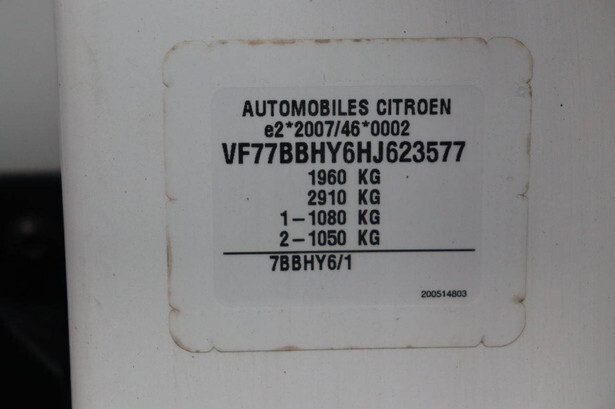 AUTOMOBILES CITROEN
e2*2007/46*0002
VF77BBHY6HJ623577
1960 KG
2910 KG
1-1080 KG
2-1050 KG
7BBHY6/1
200514803